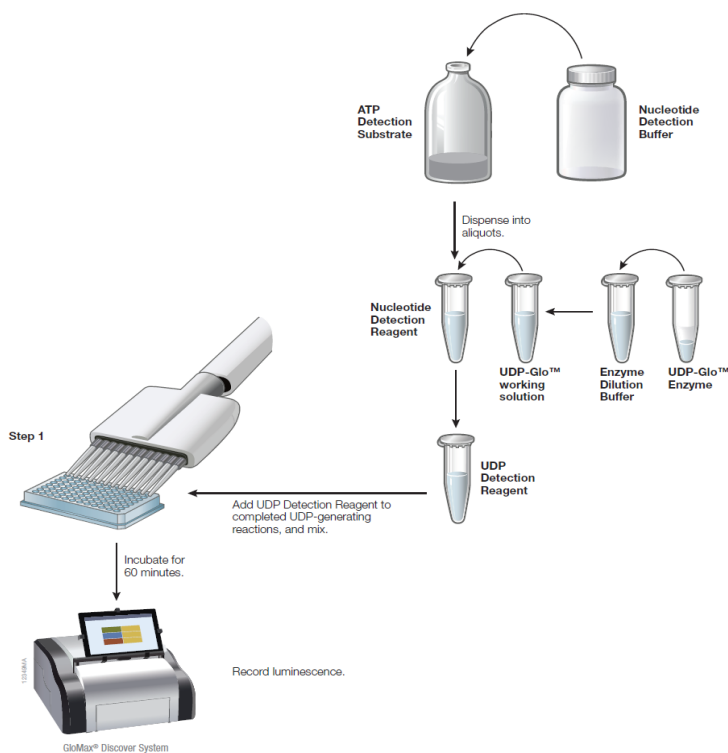 ATP
Detection
Substrate
Nucleotide
Detection
Buffer
Dispense into
aliquots.
Nucleotide
Detection
Reagent
UDP-Glo™
working
solution
Enzyme
Dilution
Buffer
UDP-Glo™
Enzyme
Step 1
UDP
Detection
Reagent
Add UDP Detection Reagent to
completed UDP-generating
reactions, and mix.
Incubate for
60 minutes.
Record luminescence.
12349MA
GloMax® Discover System